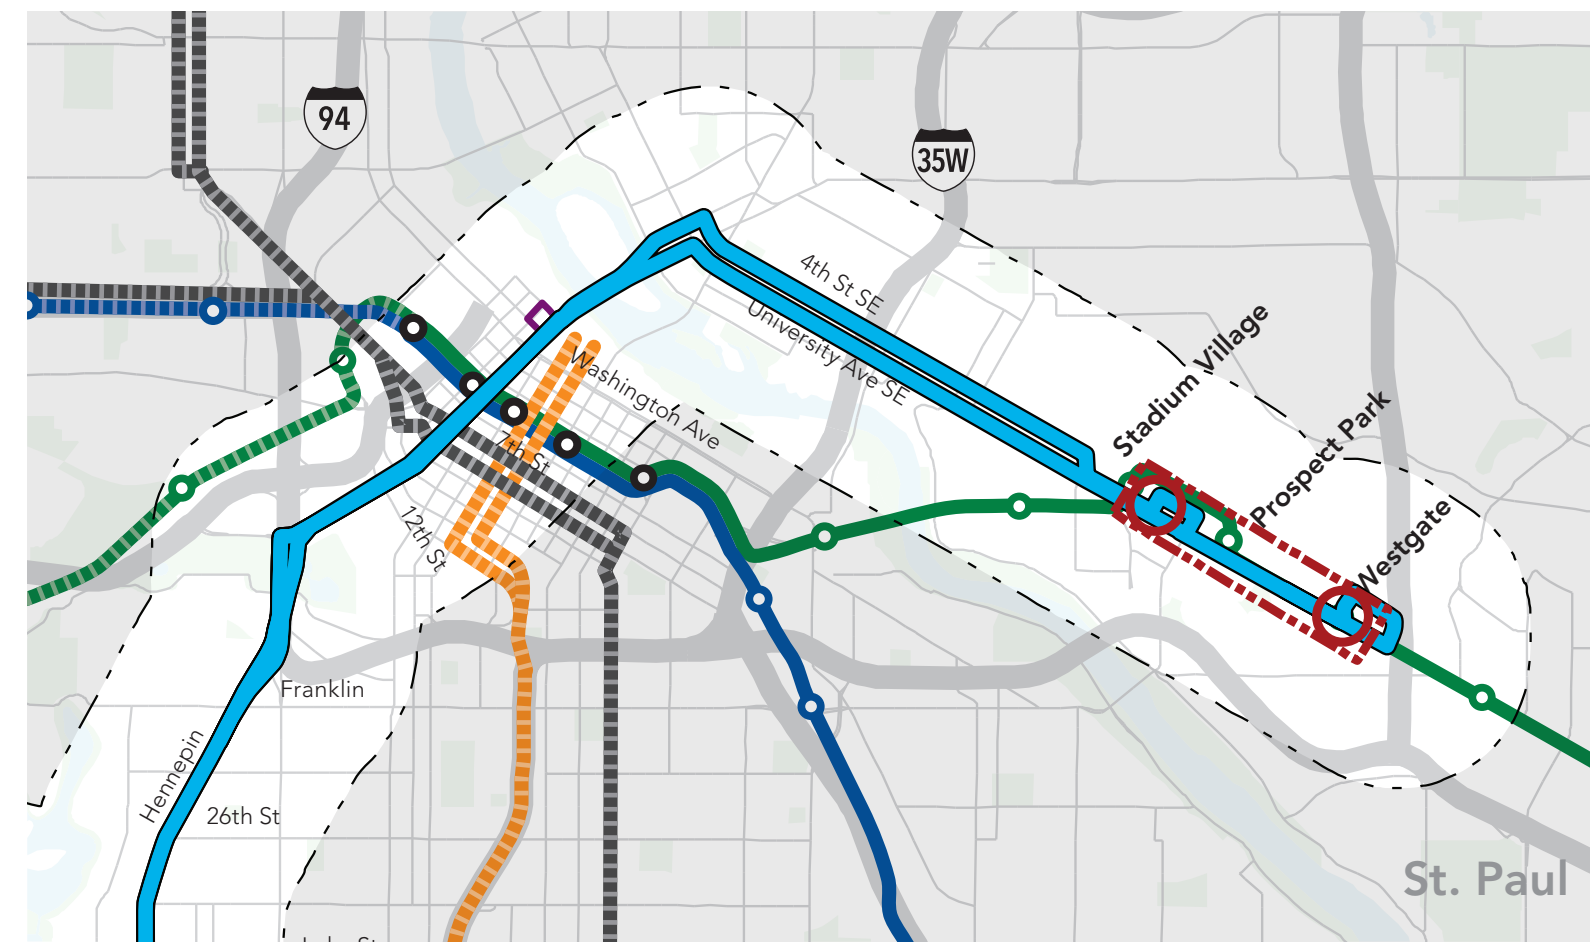 94
35W
4th St SE
University Ave SE
Stadium Village
Prospect Park
Westgate
Washington Ave
7th St
12th St
Franklin
Hennepin
26th St
St. Paul